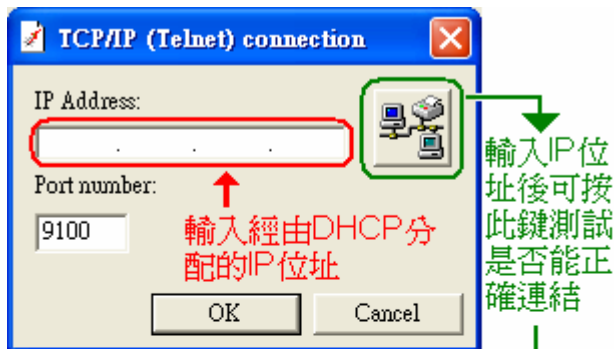 TCP/IP (Telnet) connection
IP Address:
. . .
Port number:
9100
輸入經由DHCP分
配的IP位址
OK
Cancel
輸入IP位
址後可按
此鍵測試
是否能正
確連結